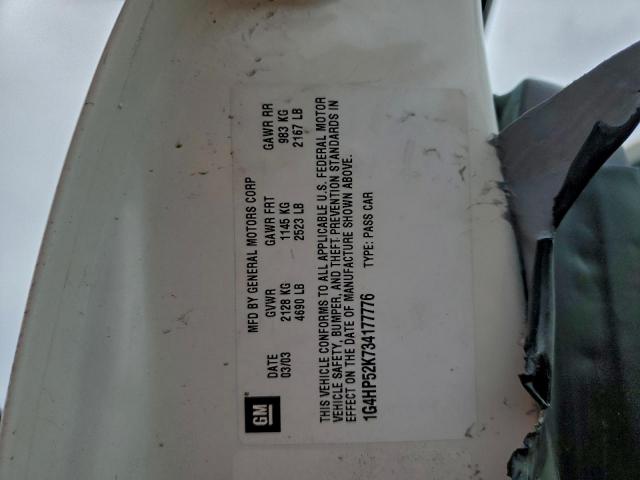 GM®
MFD BY GENERAL MOTORS CORP
DATE GVWR GAWR FRT GAWR RR
03/03 2128 KG 1145 KG 983 KG
4690 LB 2523 LB 2167 LB
THIS VEHICLE CONFORMS TO ALL APPLICABLE U.S. FEDERAL MOTOR
VEHICLE SAFETY, BUMPER, AND THEFT PREVENTION STANDARDS IN
EFFECT ON THE DATE OF MANUFACTURE SHOWN ABOVE.
1G4HP52K734177776 TYPE: PASS CAR